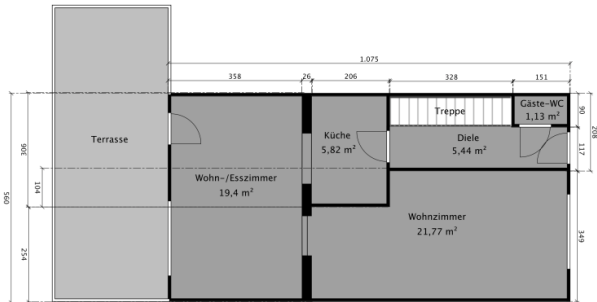 1.075
358
26
206
328
151
Terrasse
Wohn-/Esszimmer
19,4 m²
Küche
5,82 m²
Treppe
Gäste-WC
1,13 m²
Diele
5,44 m²
Wohnzimmer
21,77 m²
560
306
104
254
90
117
208
349